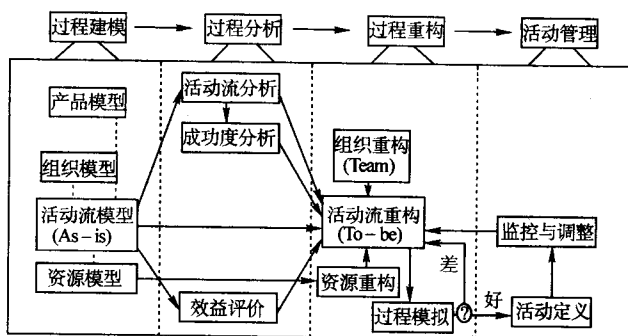 过程建模
过程分析
过程重构
活动管理
产品模型
组织模型
活动流模型
(As-is)
资源模型
活动流分析
成功度分析
效益评价
组织重构
(Team)
活动流重构
(To-be)
资源重构
过程模拟
差
?
好
监控与调整
活动定义